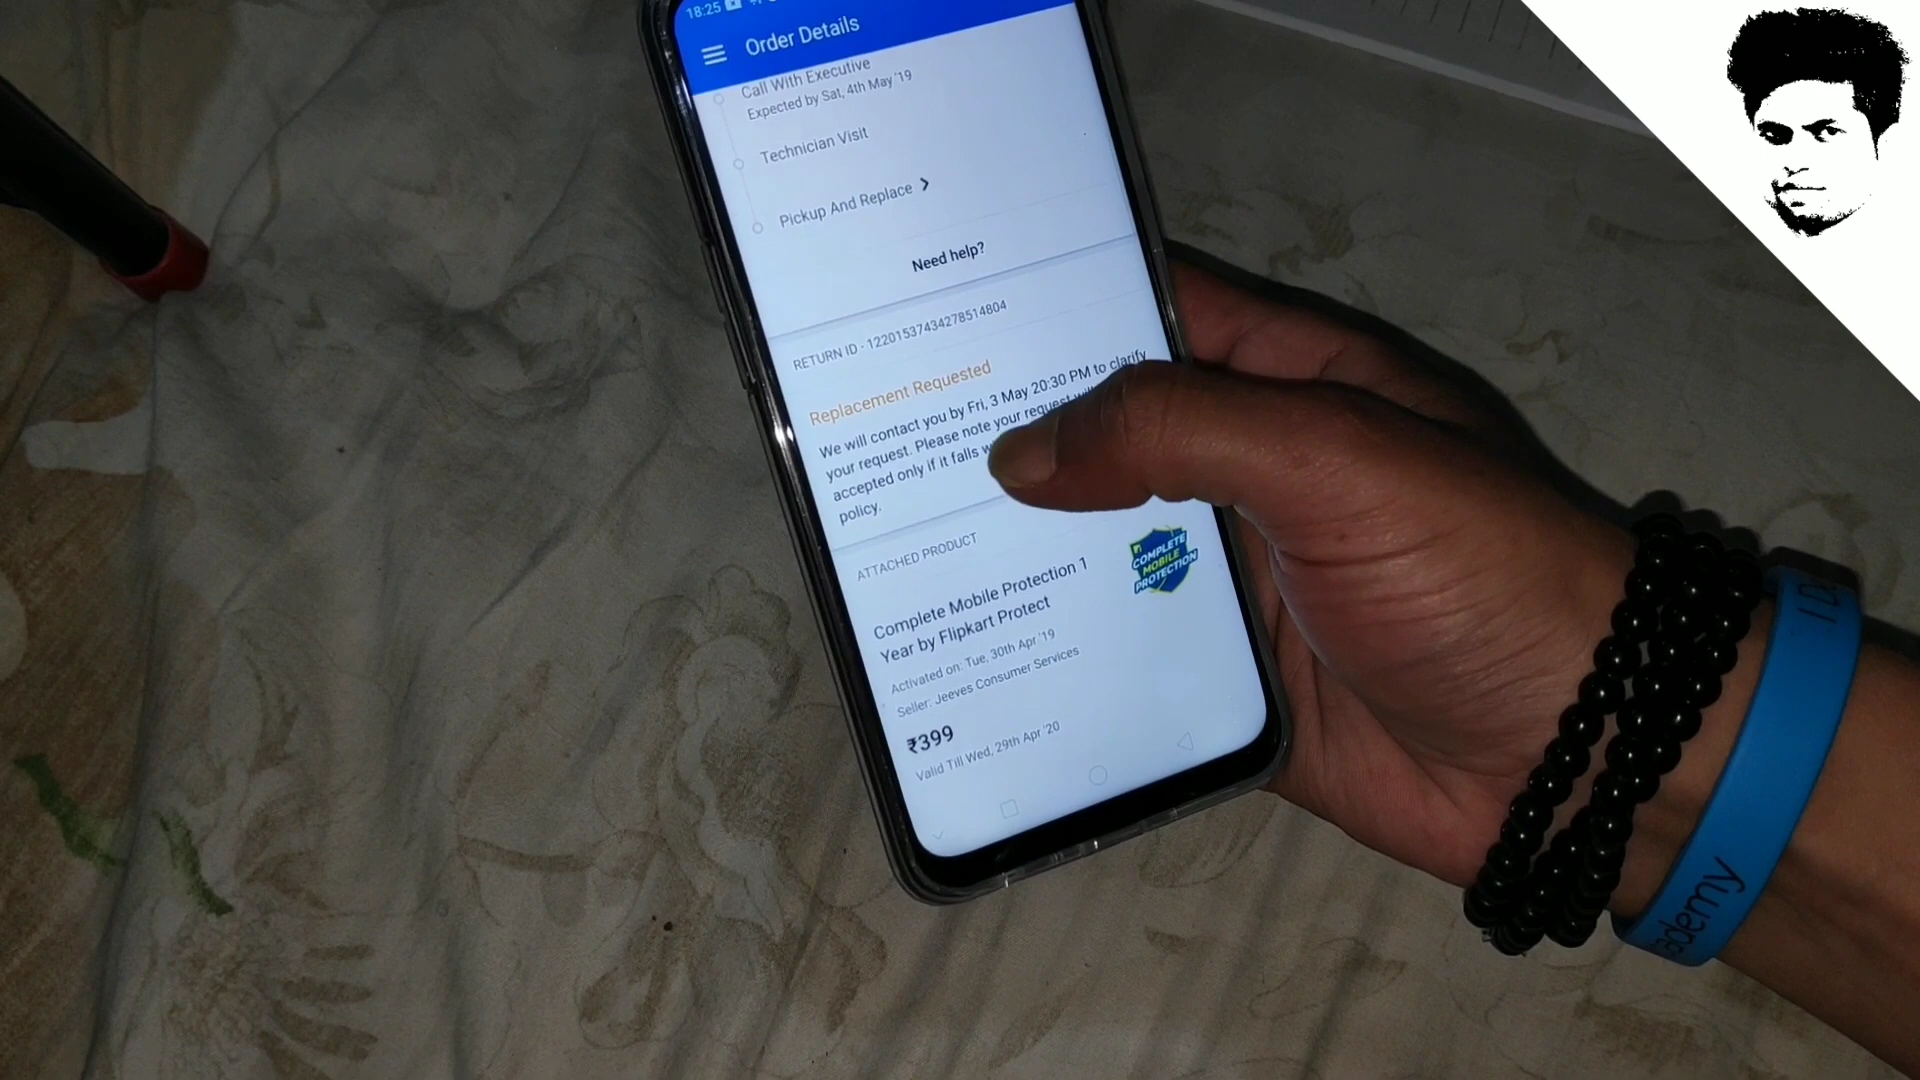 18:25
Order Details
Call With Executive
Expected by Sat, 4th May '19
Technician Visit
Pickup And Replace
Need help?
RETURN ID - 12201537434278514804
Replacement Requested
We will contact you by Fri, 3 May 20:30 PM to clarify
your request. Please note your request
accepted only if it falls
policy.
ATTACHED PRODUCT
Complete Mobile Protection 1
Year by Flipkart Protect
COMPLETE
MOBILE
PROTECTION
Activated on: Tue, 30th Apr '19
Seller: Jeeves Consumer Services
₹399
Valid Till Wed, 29th Apr '20
ademy